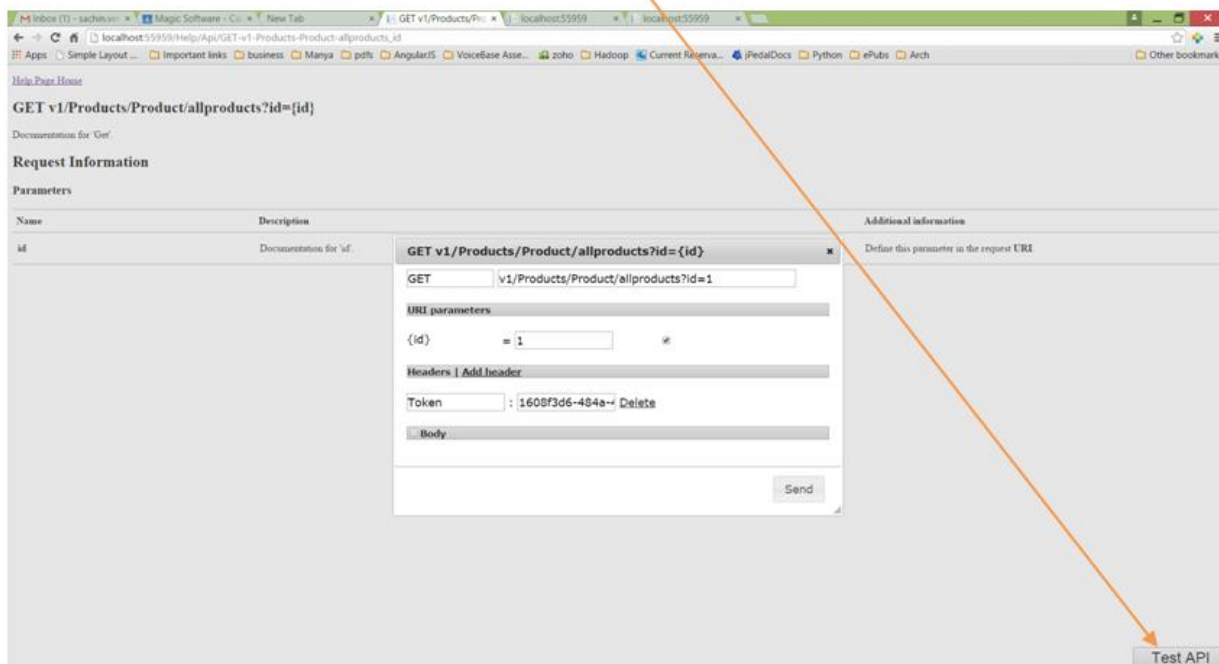 Inbox (1) - sachin.ve Magic Software - Co New Tab GET v1/Products/Pro localhost:55959 localhost:55959
localhost:55959/Help/Api/GET-v1-Products-Product-allproducts_id
Apps Simple Layout ... Important links business Manya pdfs AngularJS VoiceBase Asse... zoho Hadoop Current Reserva... jPedalDocs Python ePubs Arch Other bookmark
Help Page Home
GET v1/Products/Product/allproducts?id={id}
Documentation for 'Get'.
Request Information
Parameters
Name Description Additional information
id Documentation for 'id'. Define this parameter in the request URI
GET v1/Products/Product/allproducts?id={id}
GET v1/Products/Product/allproducts?id=1
URI parameters
{id} = 1
Headers | Add header
Token : 1608f3d6-484a- Delete
Body
Send
Test API